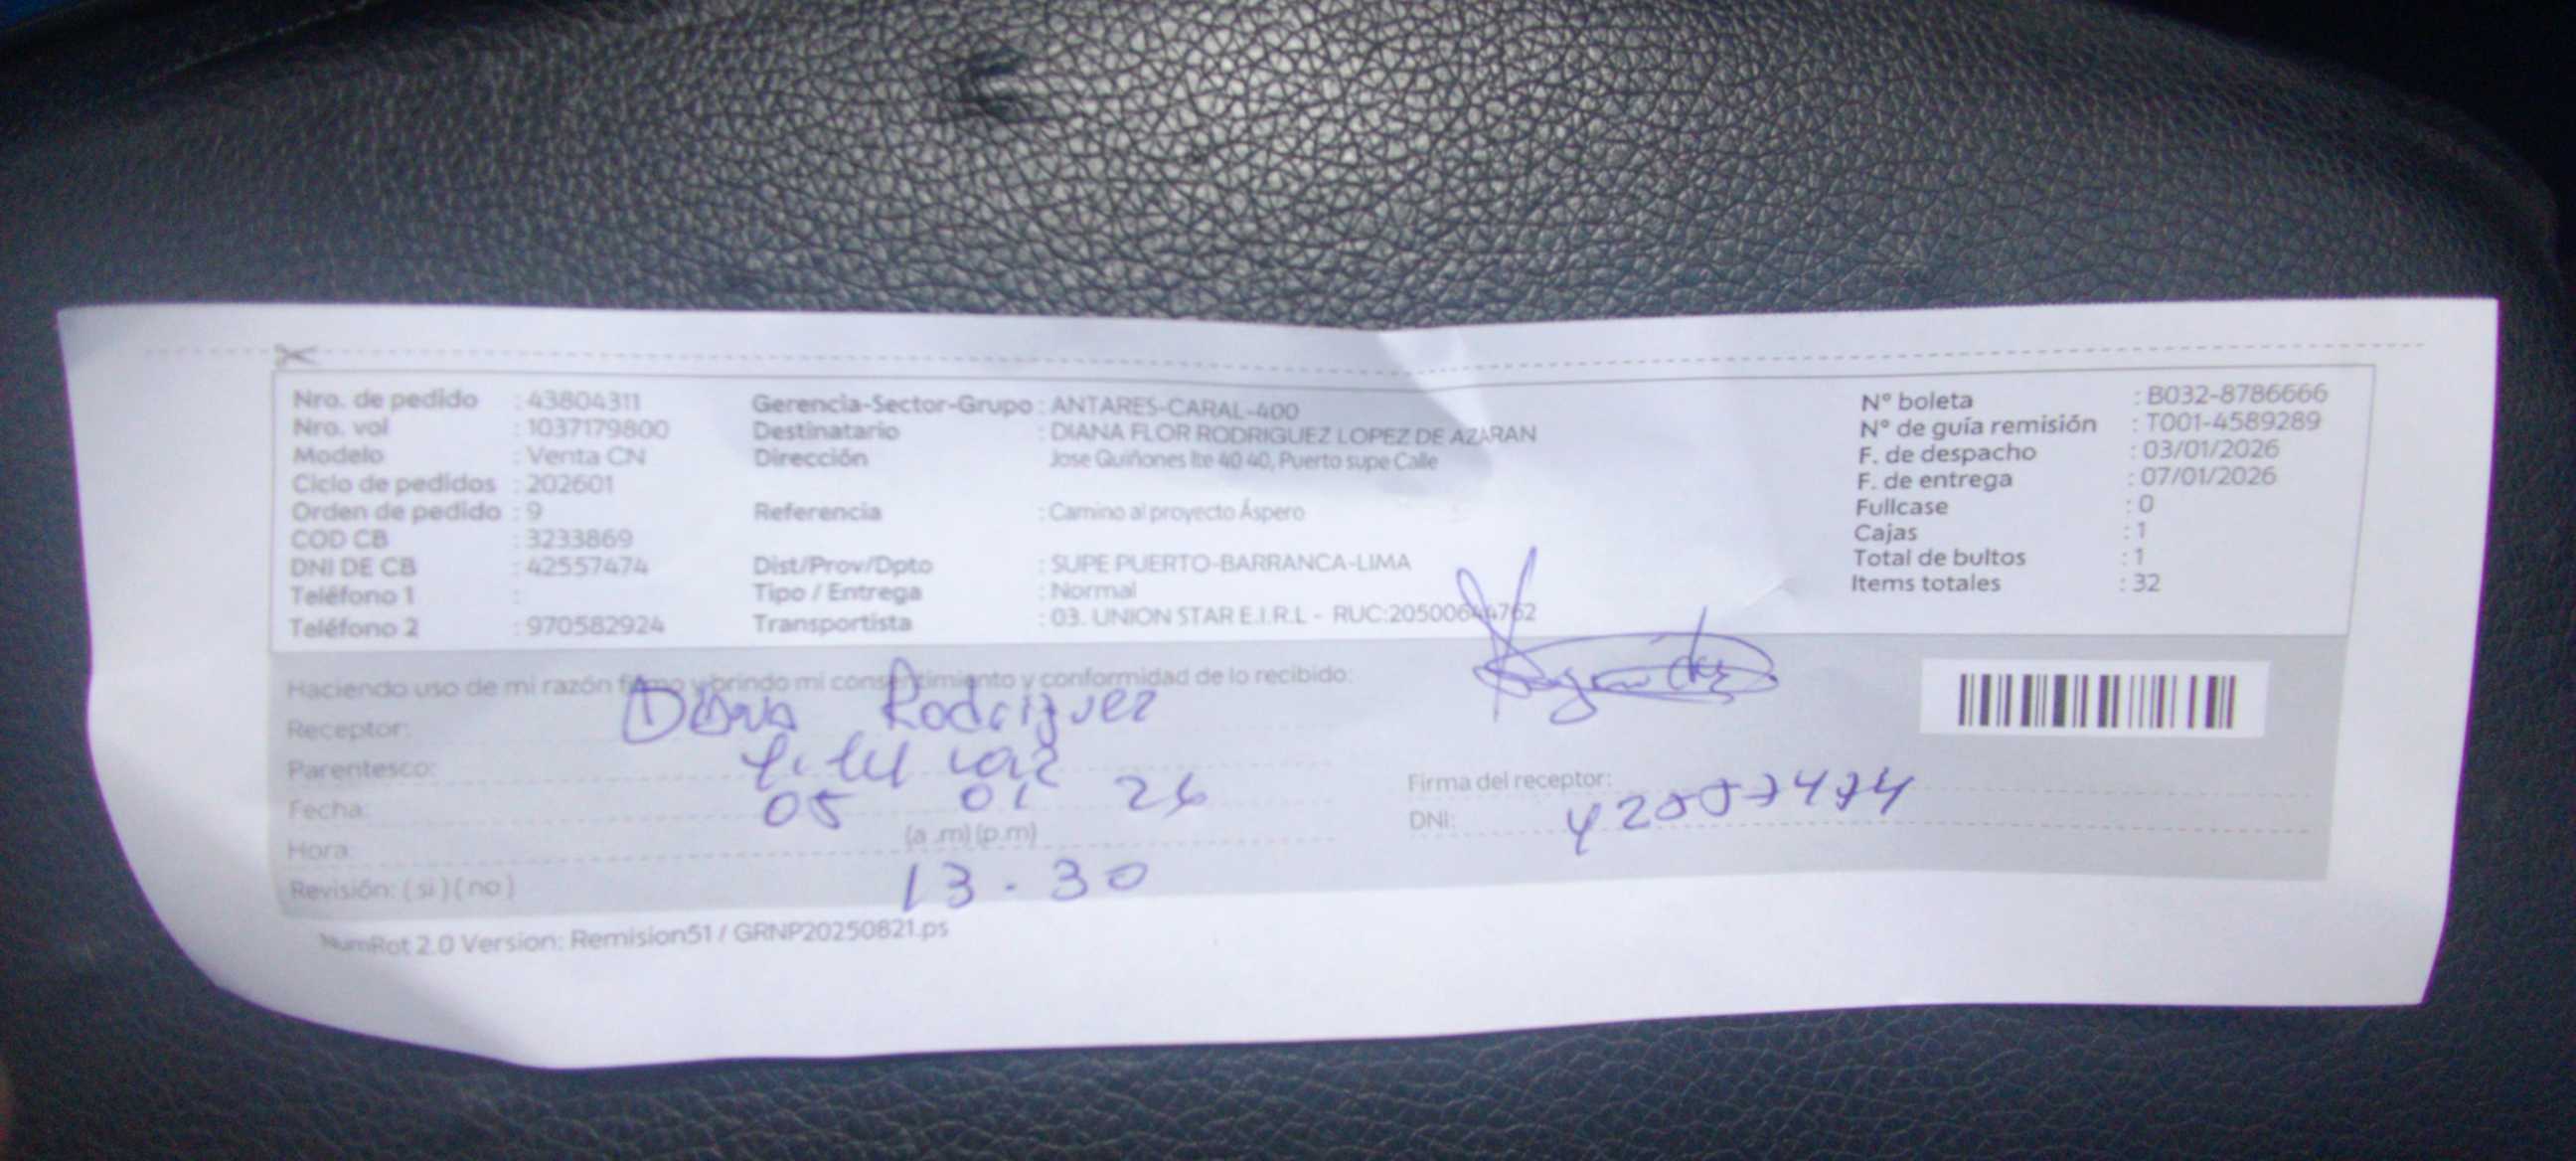 Nro. de pedido : 43804311
Nro. vol : 1037179800
Modelo : Venta CN
Ciclo de pedidos : 202601
Orden de pedido : 9
COD CB : 3233869
DNI DE CB : 42557474
Teléfono 1 :
Teléfono 2 : 970582924
Gerencia-Sector-Grupo : ANTARES-CARAL-400
Destinatario : DIANA FLOR RODRIGUEZ LOPEZ DE AZARAN
Dirección Jose Quiñones lte 40 40, Puerto supe Calle
Referencia : Camino al proyecto Áspero
Dist/Prov/Dpto : SUPE PUERTO-BARRANCA-LIMA
Tipo / Entrega : Normal
Transportista : 03. UNION STAR E.I.R.L - RUC:20500644762
N° boleta : B032-8786666
N° de guía remisión : T001-4589289
F. de despacho : 03/01/2026
F. de entrega : 07/01/2026
Fullcase : 0
Cajas : 1
Total de bultos : 1
Items totales : 32
Haciendo uso de mi razón firmo y brindo mi consentimiento y conformidad de lo recibido:
Receptor: Diana Rodriguez
Parentesco:
Fecha: 05 01 26
Hora: (a .m) (p.m)
13.30
Revisión: ( si ) ( no )
Firma del receptor:
DNI: 42557474
NumRot 2.0 Version: Remision51 / GRNP20250821.ps